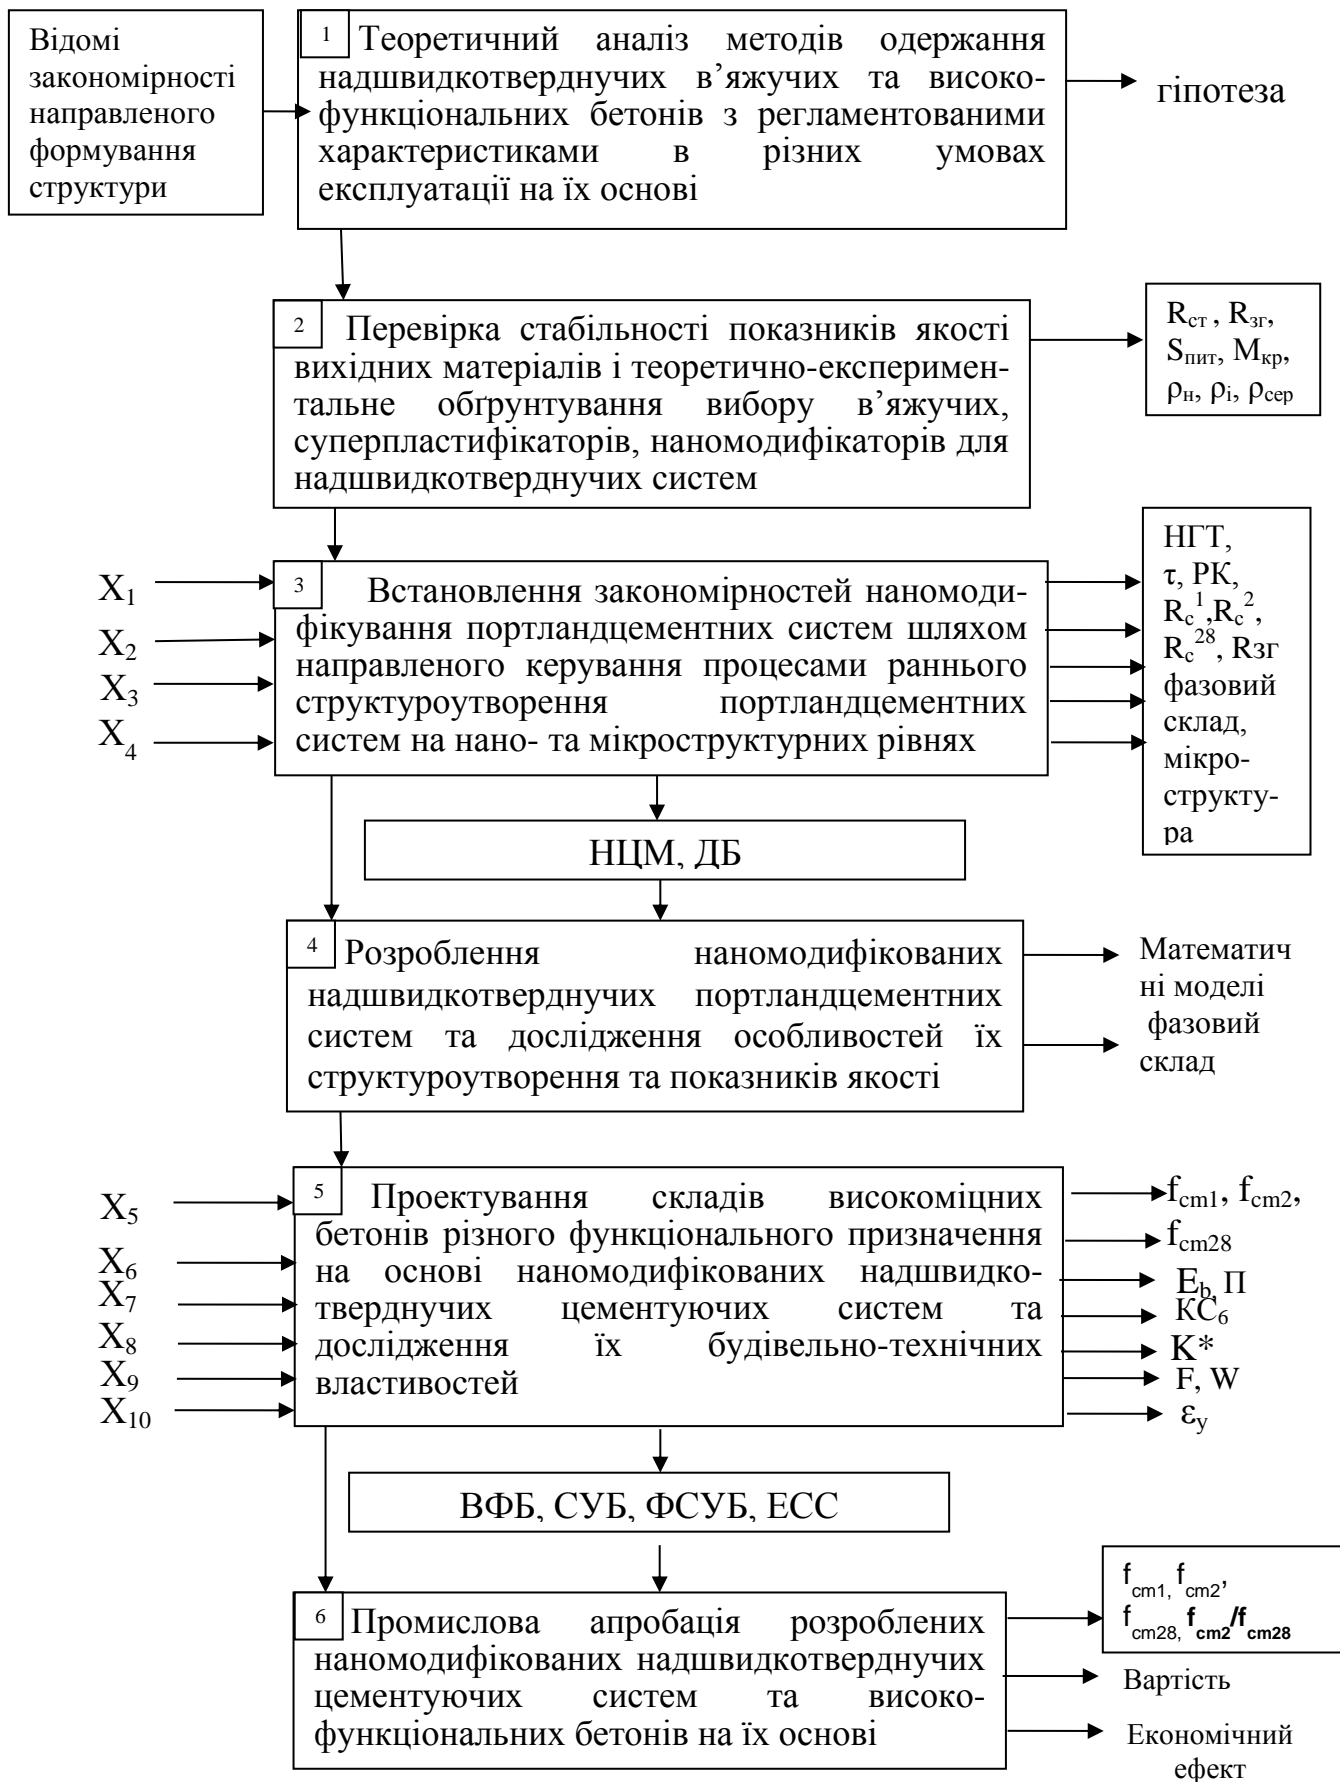 Відомі
закономірності
направленого
формування
структури
1
Теоретичний аналіз методів одержання
надшвидкотверднучих в’яжучих та високо-
функціональних бетонів з регламентованими
характеристиками в різних умовах
експлуатації на їх основі
гіпотеза
2
Перевірка стабільності показників якості
вихідних матеріалів і теоретично-експеримен-
тальне обґрунтування вибору в’яжучих,
суперпластифікаторів, наномодифікаторів для
надшвидкотверднучих систем
Rст , Rзг,
Sпит, Mкр,
ρн, ρі, ρсер
X1
X2
X3
X4
3
Встановлення закономірностей наномоди-
фікування портландцементних систем шляхом
направленого керування процесами раннього
структуроутворення портландцементних
систем на нано- та мікроструктурних рівнях
НГТ,
τ, РК,
Rc1,Rc2,
Rc28, Rзг
фазовий
склад,
мікро-
структу-
ра
НЦМ, ДБ
4
Розроблення наномодифікованих
надшвидкотверднучих портландцементних
систем та дослідження особливостей їх
структуроутворення та показників якості
Математич
ні моделі
фазовий
склад
X5
X6
X7
X8
X9
X10
5
Проектування складів високоміцних
бетонів різного функціонального призначення
на основі наномодифікованих надшвидко-
тверднучих цементуючих систем та
дослідження їх будівельно-технічних
властивостей
fcm1, fcm2,
fcm28
Eb, П
КС6
K*
F, W
εy
ВФБ, СУБ, ФСУБ, ЕСС
6
Промислова апробація розроблених
наномодифікованих надшвидкотверднучих
цементуючих систем та високо-
функціональних бетонів на їх основі
fcm1, fcm2,
fcm28, fcm2/fcm28
Вартість
Економічний
ефект